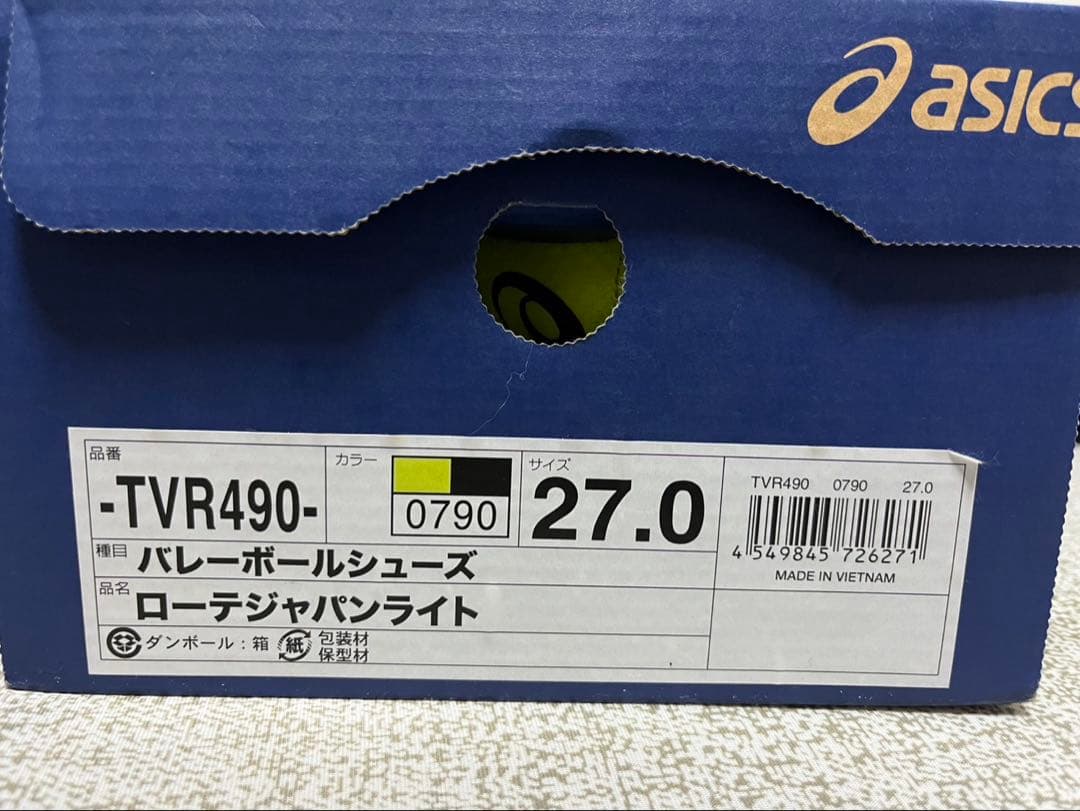 asics
品番
-TVR490-
カラー
0790
サイズ
27.0
TVR490 0790 27.0
4 549845 726271
MADE IN VIETNAM
種目 バレーボールシューズ
品名 ローテジャパンライト
ダンボール：箱 紙 包装材
保型材